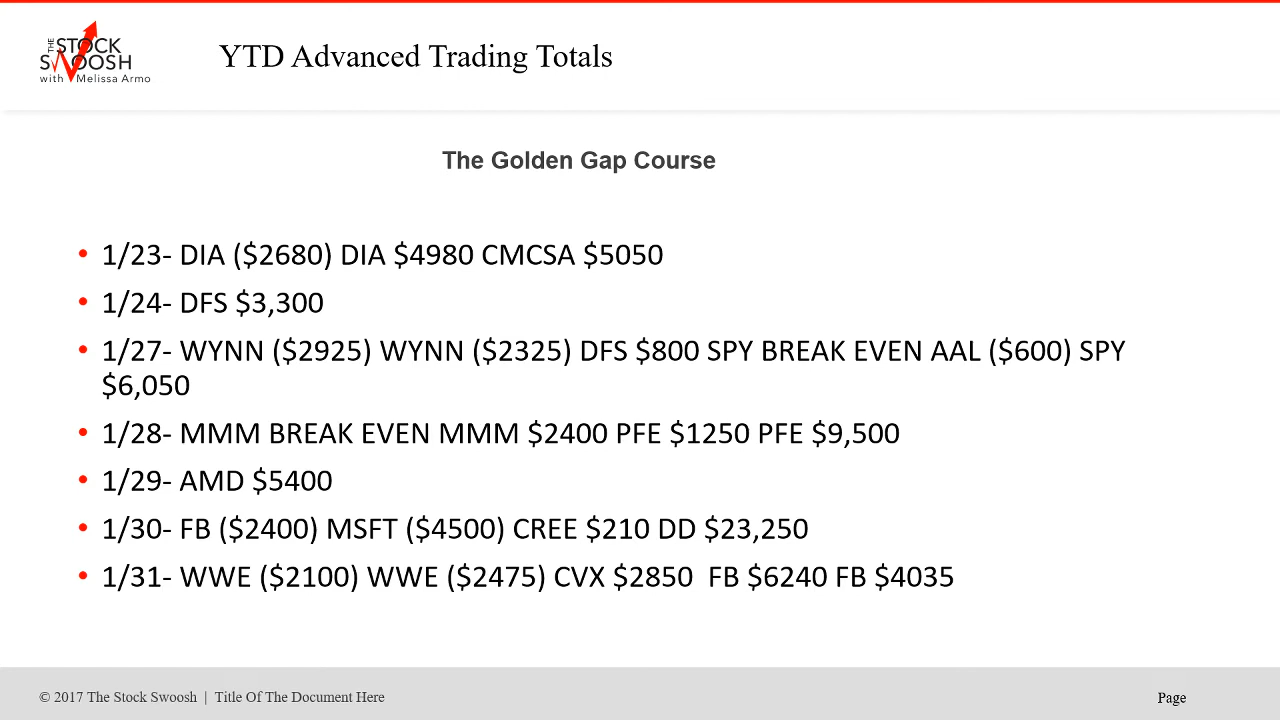 THE STOCK
SWOOSH
with Melissa Armo
YTD Advanced Trading Totals
The Golden Gap Course
• 1/23- DIA ($2680) DIA $4980 CMCSA $5050
• 1/24- DFS $3,300
• 1/27- WYNN ($2925) WYNN ($2325) DFS $800 SPY BREAK EVEN AAL ($600) SPY
$6,050
• 1/28- MMM BREAK EVEN MMM $2400 PFE $1250 PFE $9,500
• 1/29- AMD $5400
• 1/30- FB ($2400) MSFT ($4500) CREE $210 DD $23,250
• 1/31- WWE ($2100) WWE ($2475) CVX $2850  FB $6240 FB $4035
© 2017 The Stock Swoosh | Title Of The Document Here
Page